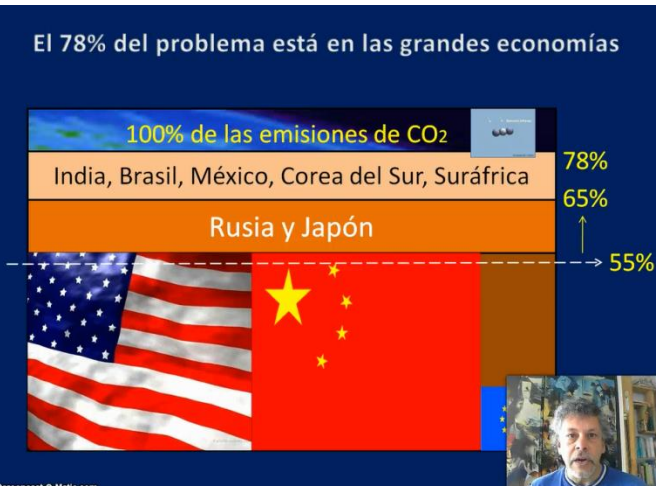 El 78% del problema está en las grandes economías
100% de las emisiones de CO2
78%
India, Brasil, México, Corea del Sur, Suráfrica
65%
Rusia y Japón
55%